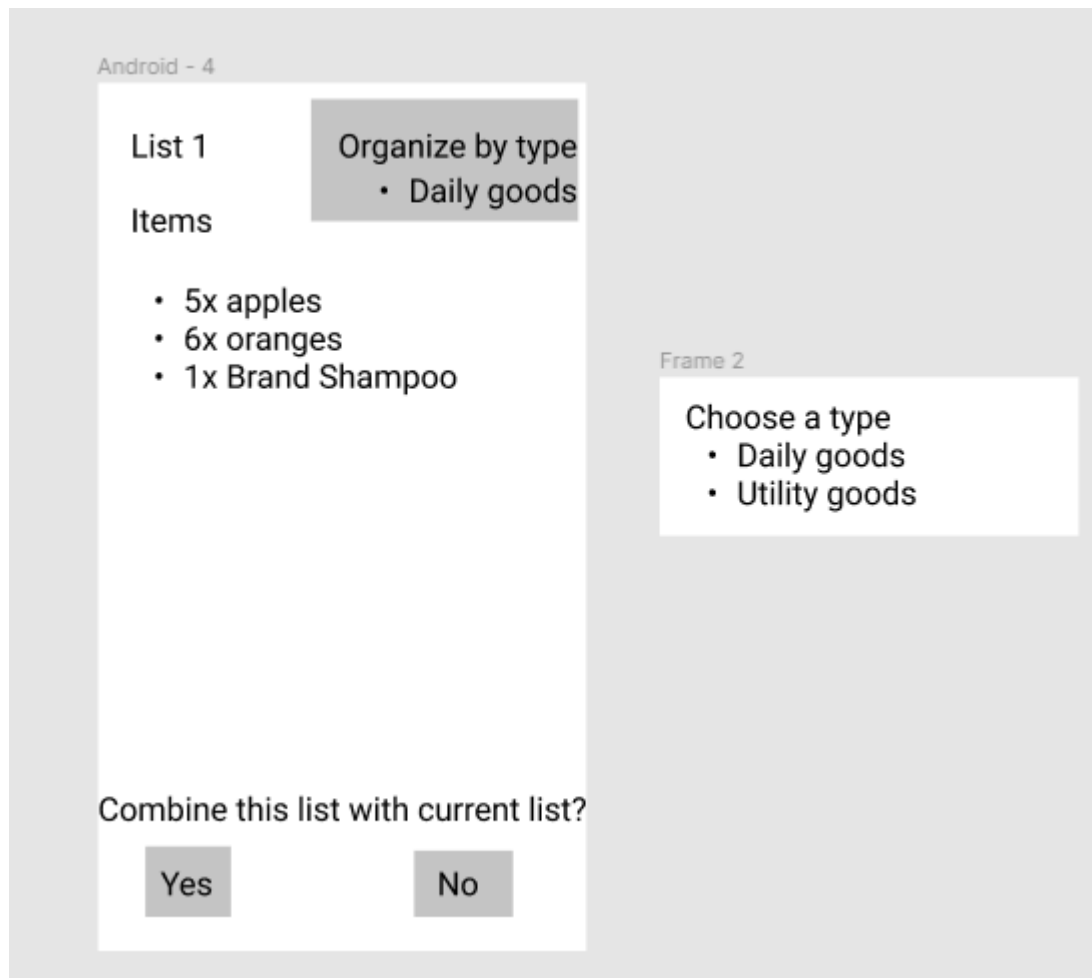 Android - 4
List 1
Organize by type
• Daily goods
Items
• 5x apples
• 6x oranges
• 1x Brand Shampoo
Combine this list with current list?
Yes
No
Frame 2
Choose a type
• Daily goods
• Utility goods